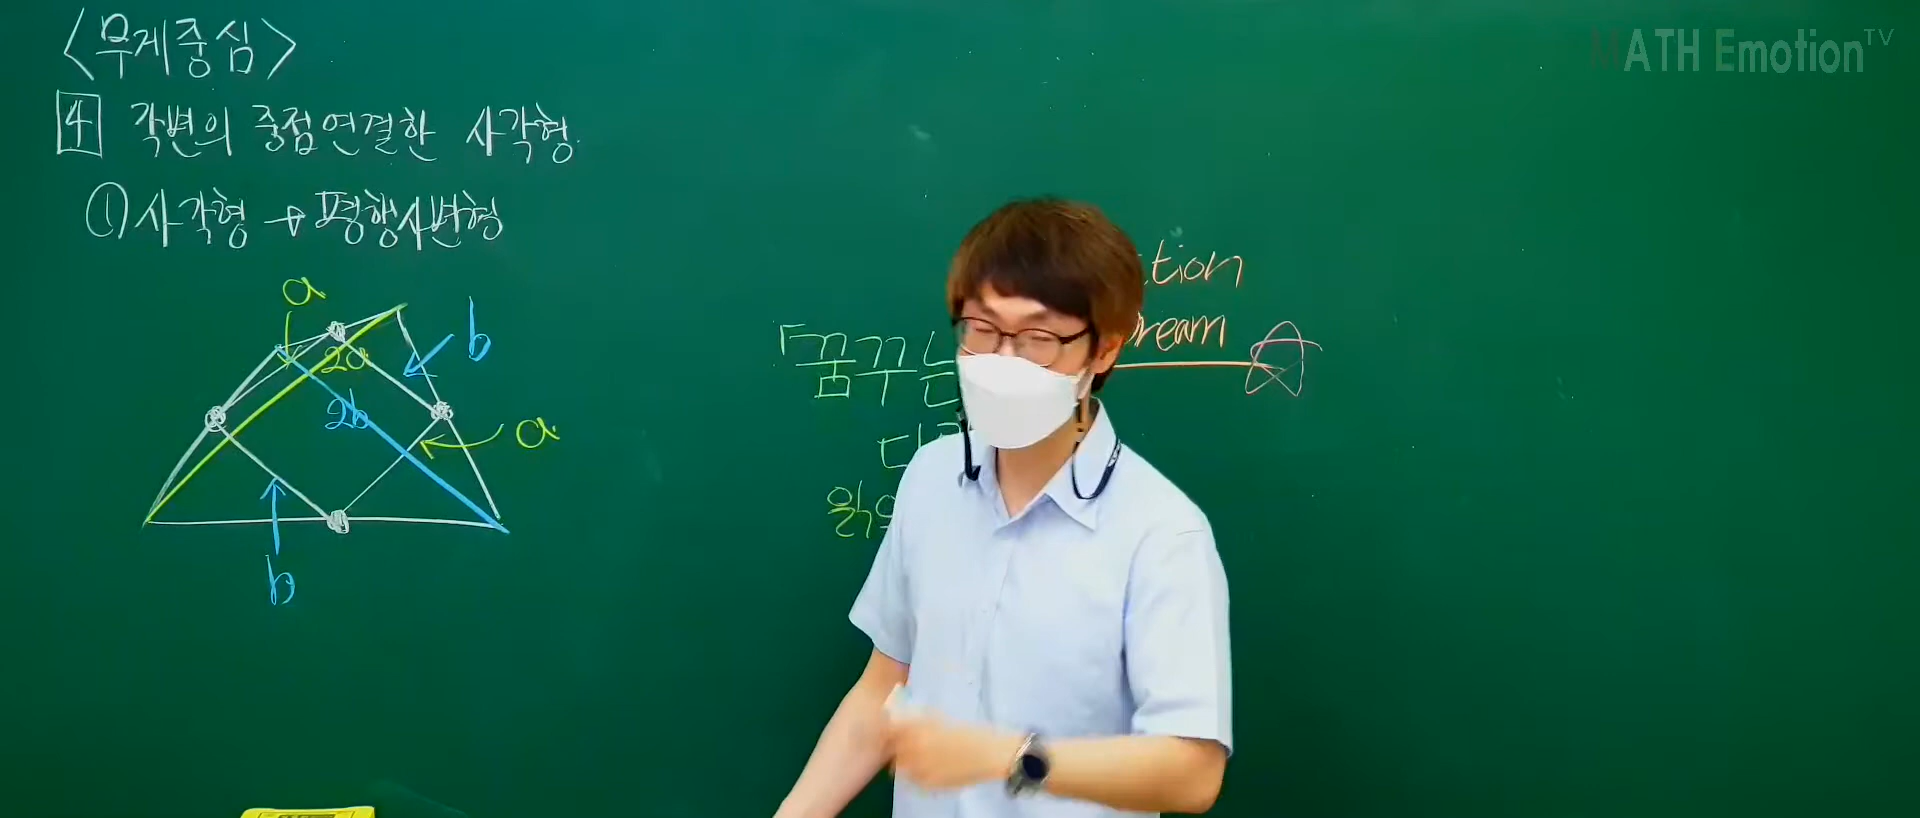 <무게중심>
4 각변의 중점연결한 사각형.
① 사각형 → 평행사변형
a
2a
b
2b
a
b
tion
ream
「꿈꾸는
MATH Emotion TV